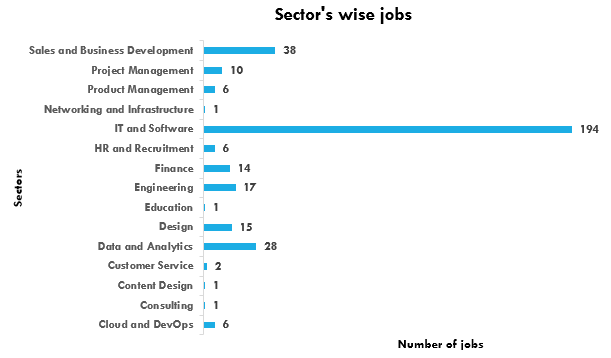 Sector's wise jobs
Sales and Business Development 38
Project Management 10
Product Management 6
Networking and Infrastructure 1
IT and Software 194
HR and Recruitment 6
Finance 14
Engineering 17
Education 1
Design 15
Data and Analytics 28
Customer Service 2
Content Design 1
Consulting 1
Cloud and DevOps 6
Sectors
Number of jobs